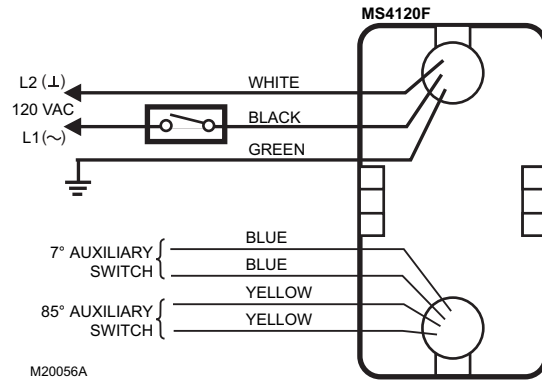 MS4120F
L2 (⊥)
WHITE
120 VAC
BLACK
L1(~)
GREEN
7° AUXILIARY
SWITCH
BLUE
BLUE
85° AUXILIARY
SWITCH
YELLOW
YELLOW
M20056A